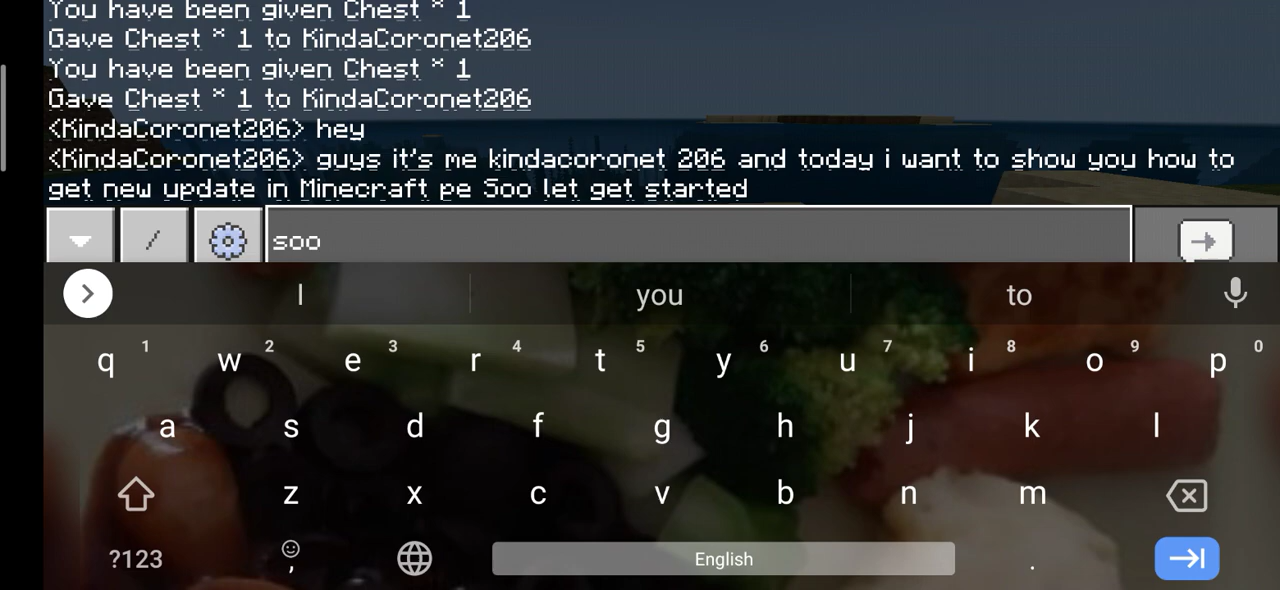 You have been given Chest * 1
Gave Chest * 1 to KindaCoronet206
You have been given Chest * 1
Gave Chest * 1 to KindaCoronet206
<KindaCoronet206> hey
<KindaCoronet206> guys it's me kindacoronet 206 and today i want to show you how to
get new update in Minecraft pe Soo let get started
/ soo
I you to
q 1 w 2 e 3 r 4 t 5 y 6 u 7 i 8 o 9 p 0
a s d f g h j k l
z x c v b n m
?123 , English .